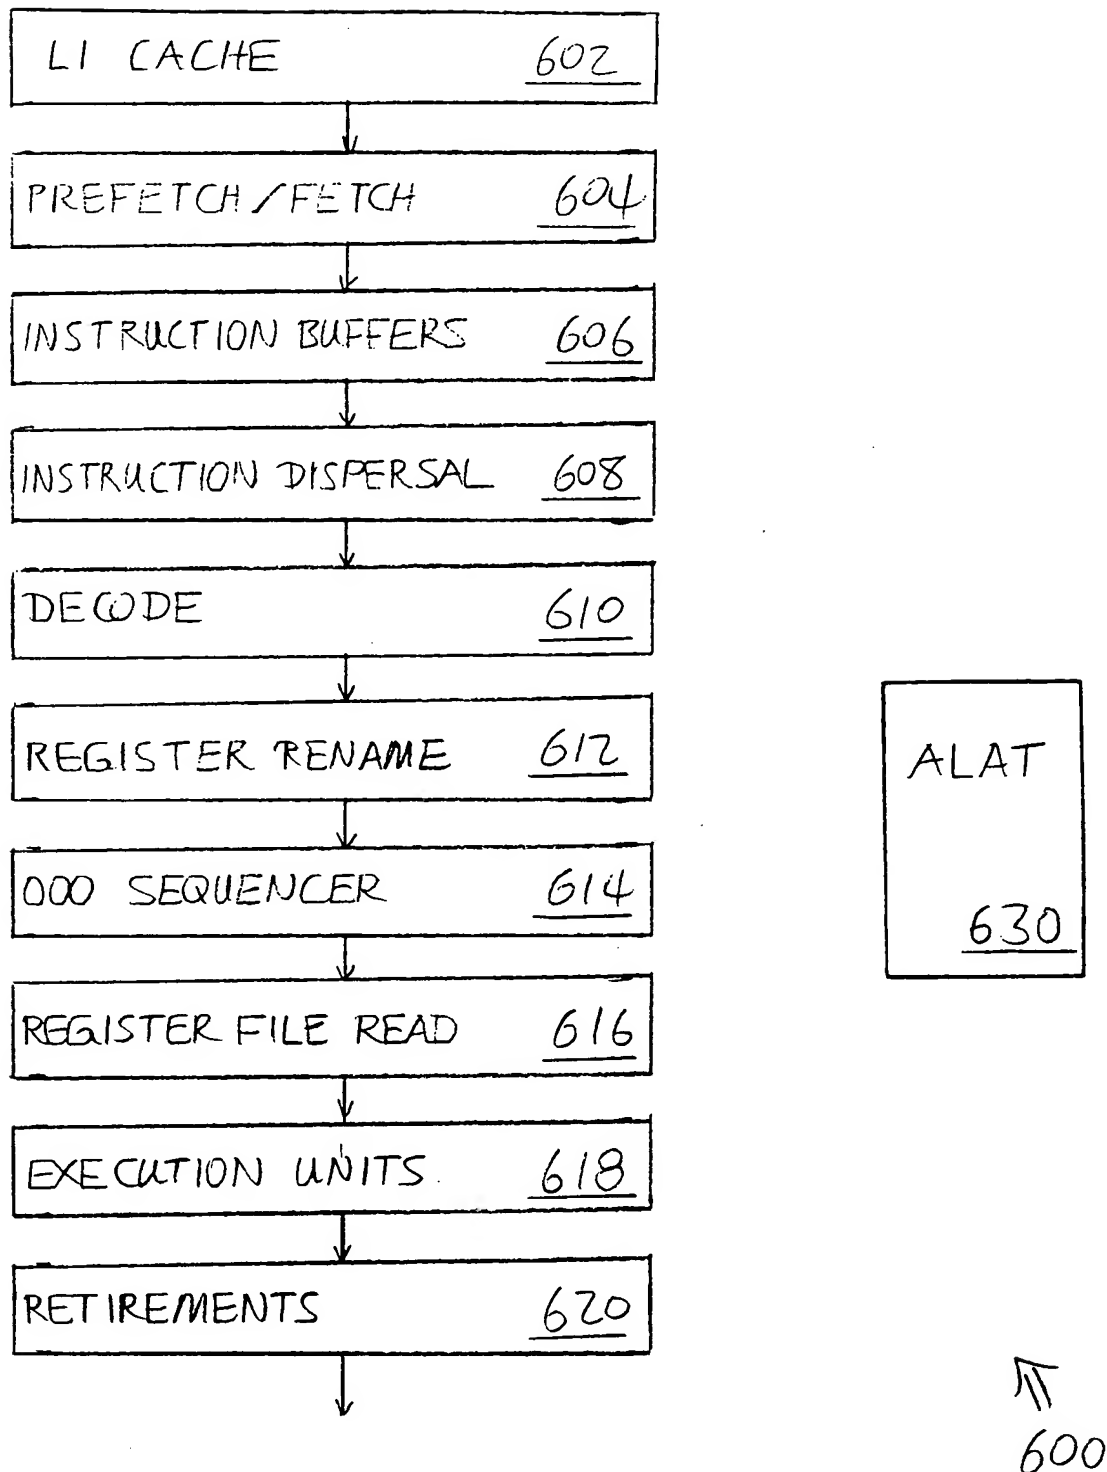 L1 CACHE 602
PREFETCH/FETCH 604
INSTRUCTION BUFFERS 606
INSTRUCTION DISPERSAL 608
DECODE 610
REGISTER RENAME 612
OOO SEQUENCER 614
REGISTER FILE READ 616
EXECUTION UNITS 618
RETIREMENTS 620
ALAT
630
600